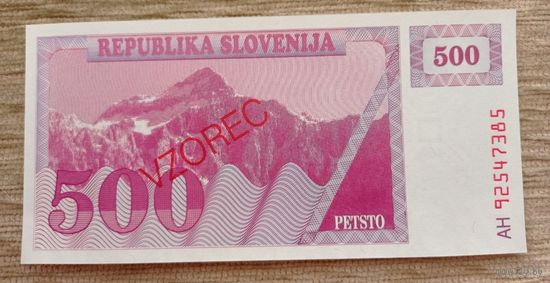 REPUBLIKA SLOVENIJA
500
VZOREC
500
PETSTO
AH 92547385